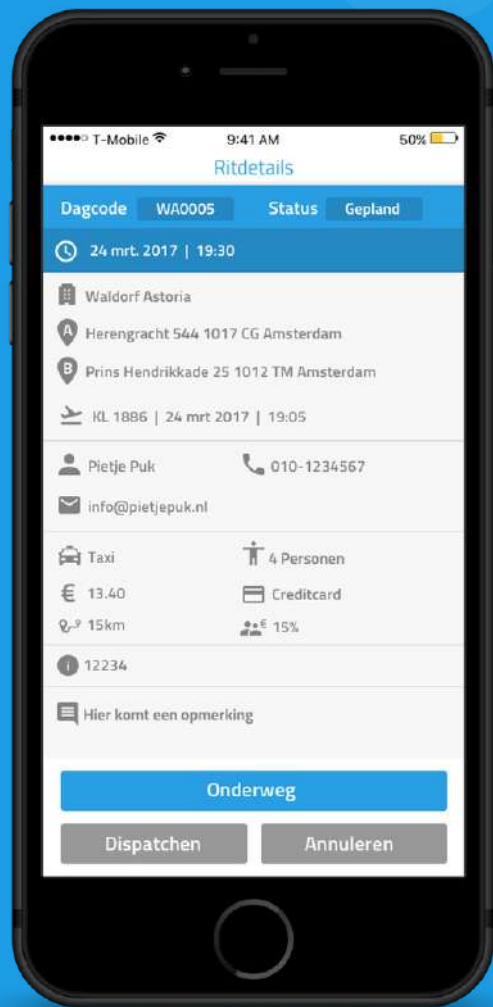 T-Mobile 9:41 AM 50%
Ritdetails
Dagcode WA0005 Status Gepland
24 mrt. 2017 | 19:30
Waldorf Astoria
A Herengracht 544 1017 CG Amsterdam
B Prins Hendrikkade 25 1012 TM Amsterdam
KL 1886 | 24 mrt 2017 | 19:05
Pietje Puk 010-1234567
info@pietjepuk.nl
Taxi 4 Personen
€ 13.40 Creditcard
15km € 15%
i 12234
Hier komt een opmerking
Onderweg
Dispatchen Annuleren